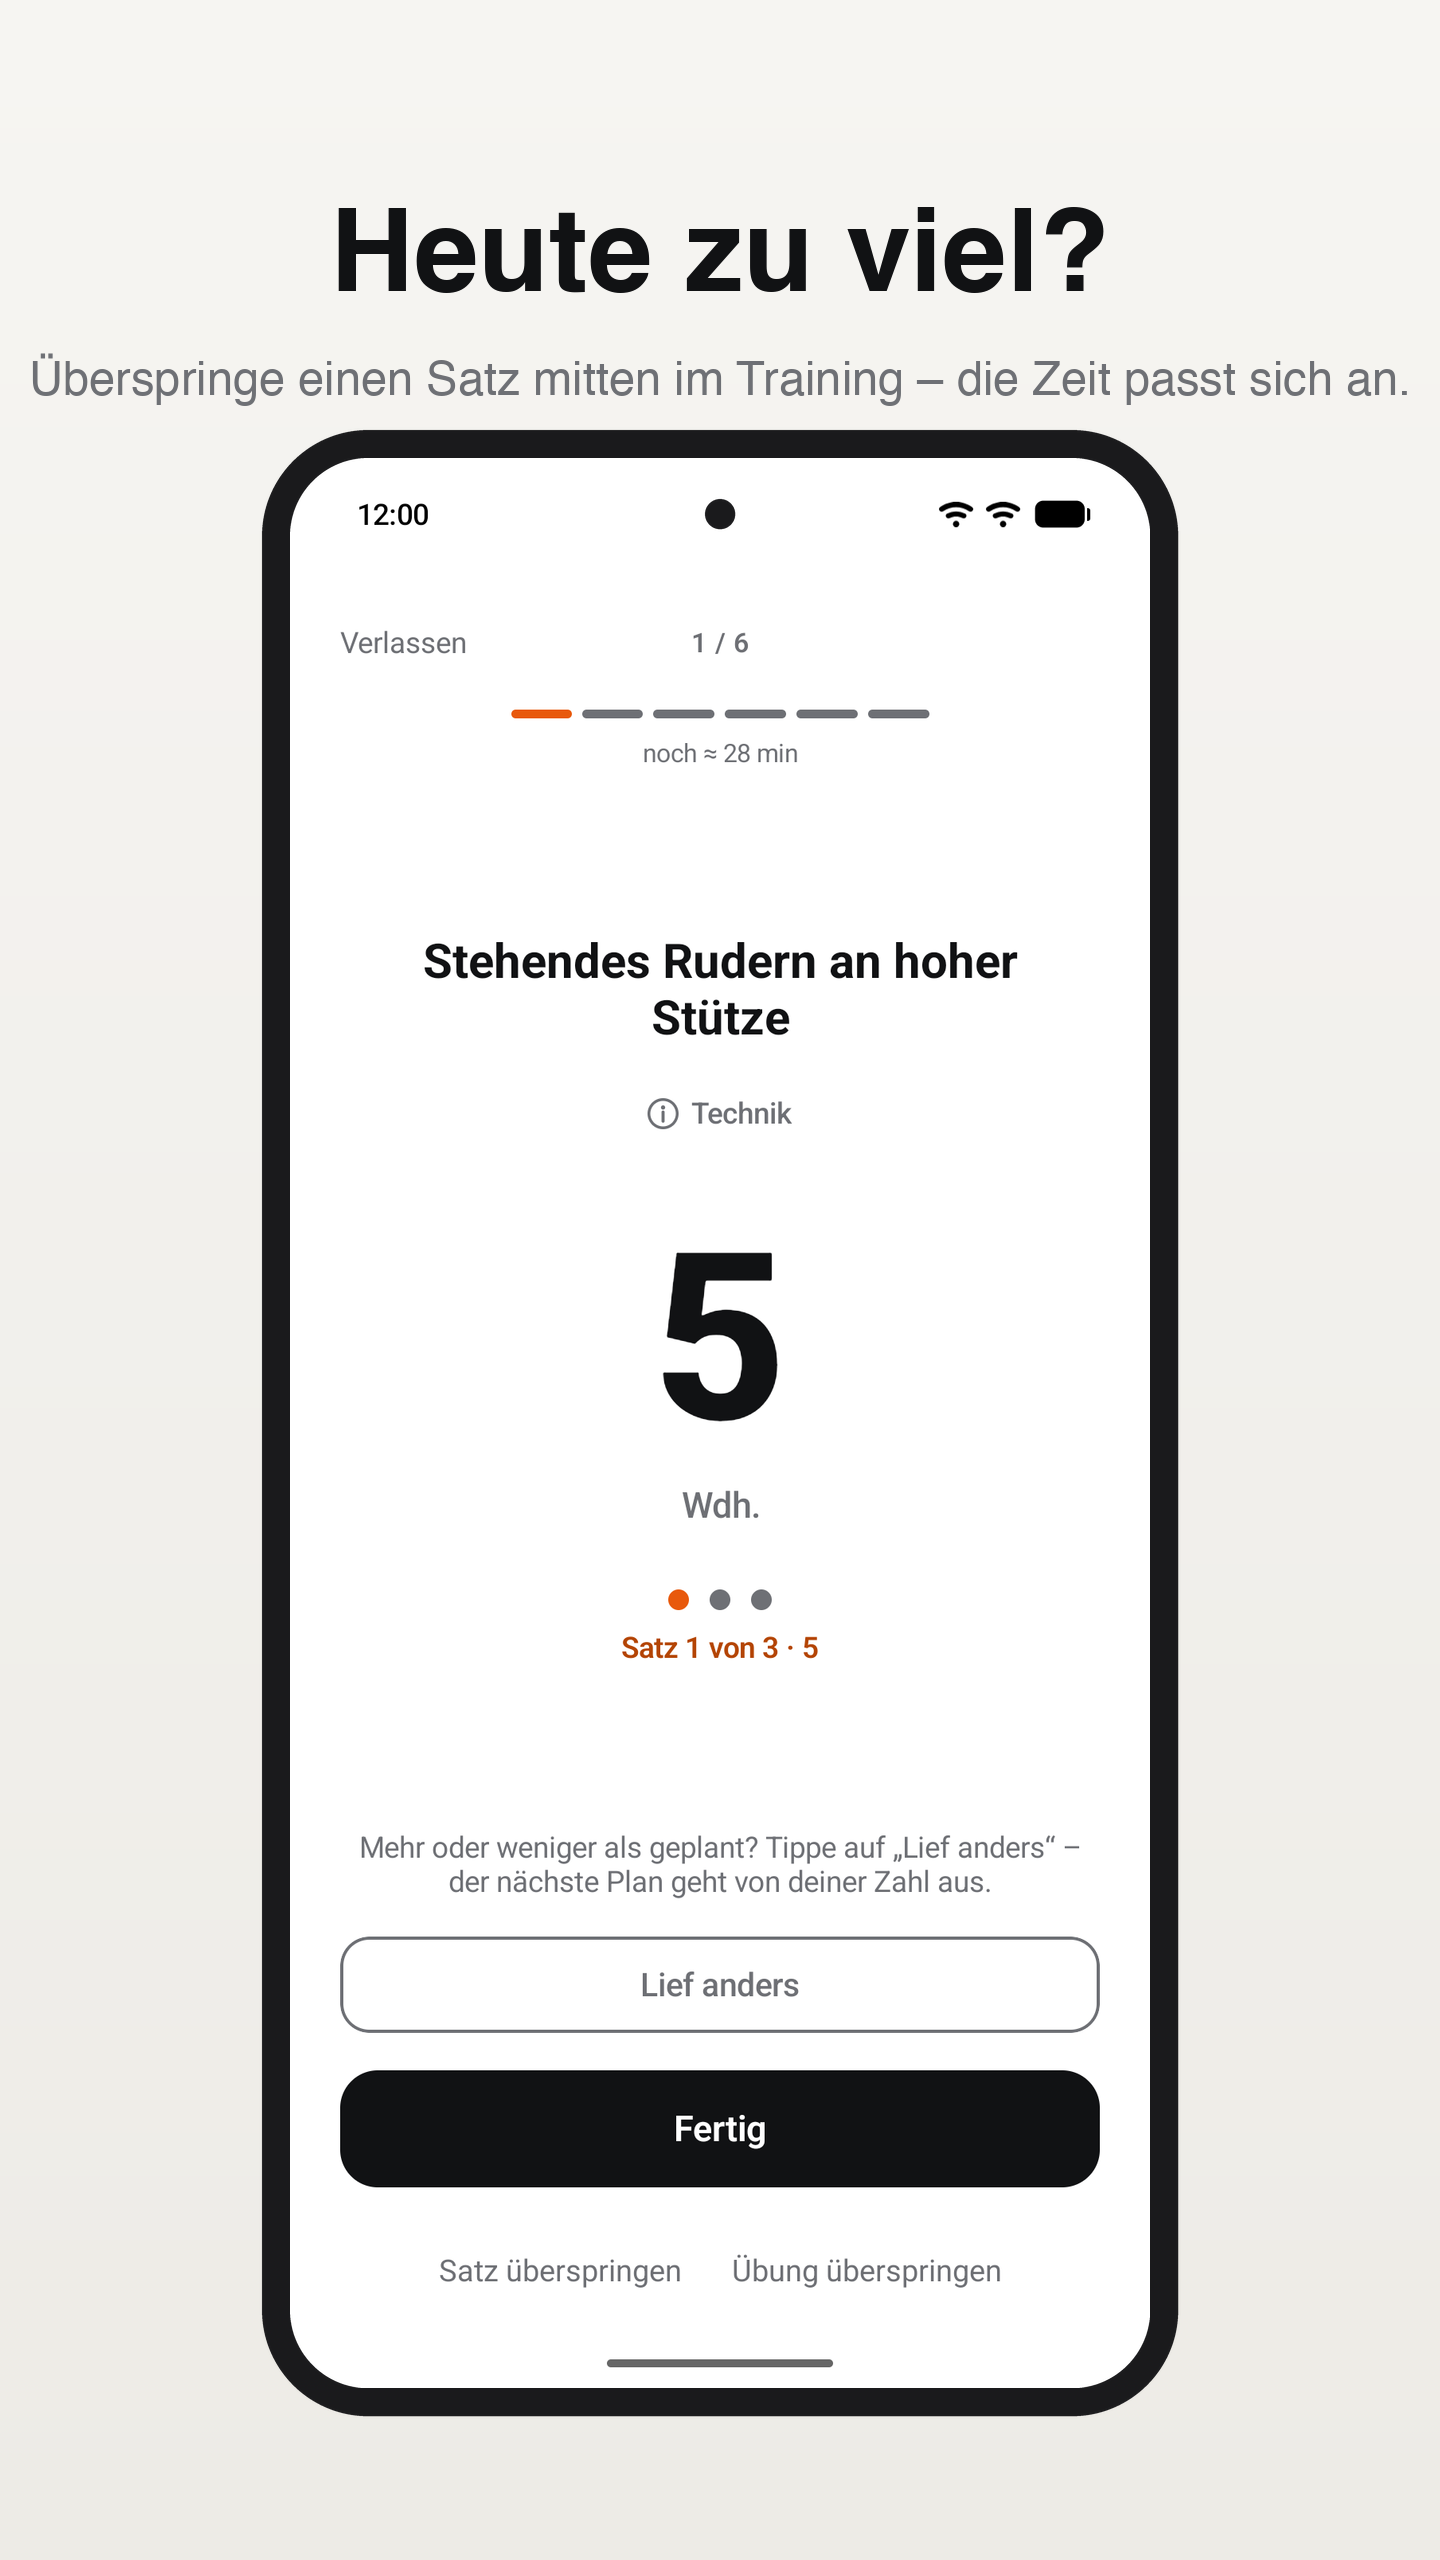 Heute zu viel?
Überspringe einen Satz mitten im Training – die Zeit passt sich an.
12:00
Verlassen
1 / 6
noch ≈ 28 min
Stehendes Rudern an hoher
Stütze
Technik
5
Wdh.
Satz 1 von 3 · 5
Mehr oder weniger als geplant? Tippe auf „Lief anders“ –
der nächste Plan geht von deiner Zahl aus.
Lief anders
Fertig
Satz überspringen
Übung überspringen